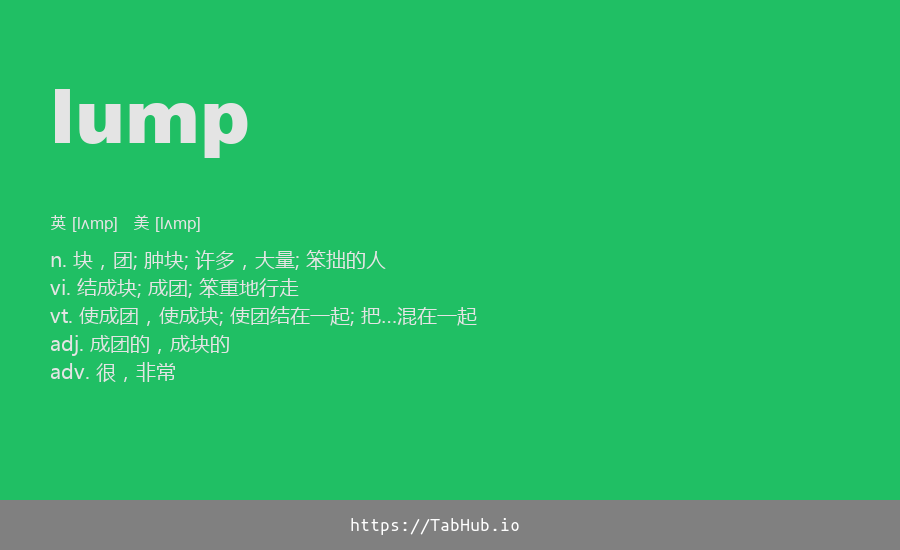 lump
英 [lʌmp] 美 [lʌmp]
n. 块，团; 肿块; 许多，大量; 笨拙的人
vi. 结成块; 成团; 笨重地行走
vt. 使成团，使成块; 使团结在一起; 把…混在一起
adj. 成团的，成块的
adv. 很，非常
https://TabHub.io